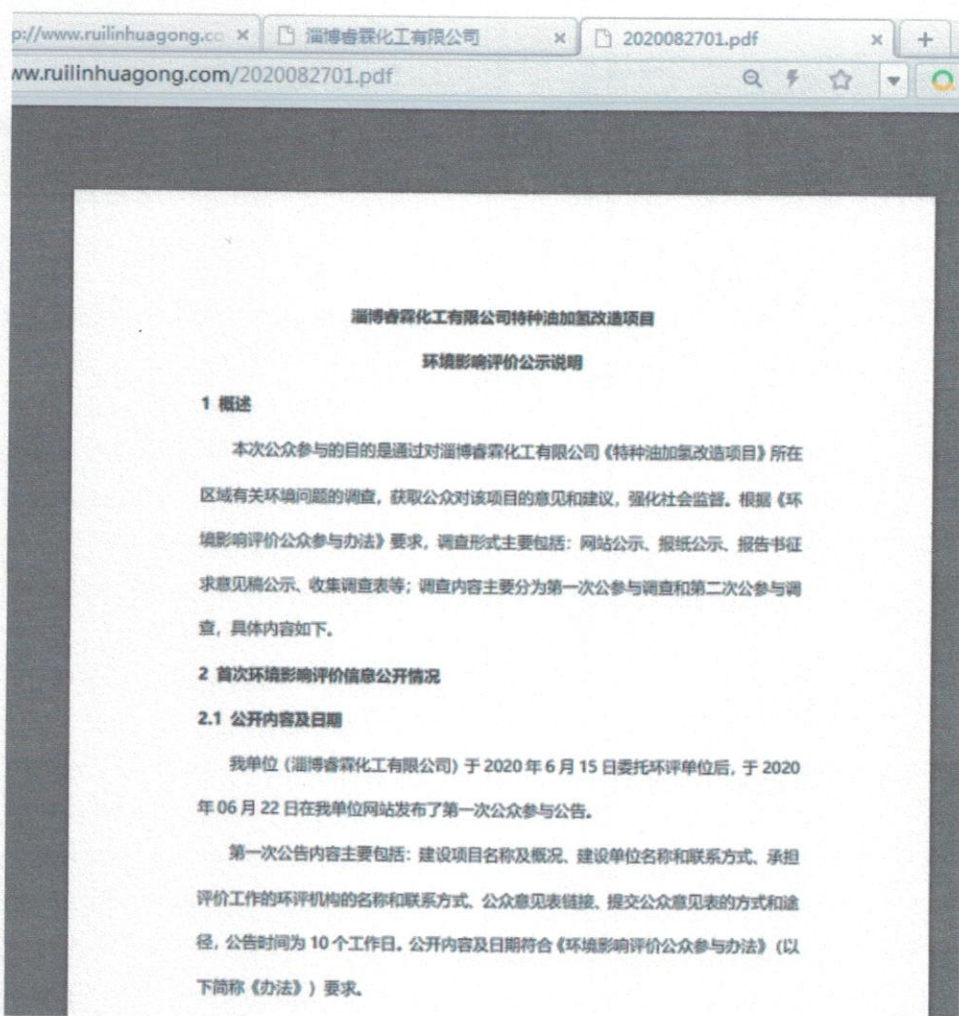 p://www.ruilinhuagong.co
淄博睿霖化工有限公司
2020082701.pdf
ww.ruilinhuagong.com/2020082701.pdf
淄博睿霖化工有限公司特种油加氢改造项目
环境影响评价公示说明
1 概述
本次公众参与的目的是通过对淄博睿霖化工有限公司《特种油加氢改造项目》所在
区域有关环境问题的调查，获取公众对该项目的意见和建议，强化社会监督。根据《环
境影响评价公众参与办法》要求，调查形式主要包括：网站公示、报纸公示、报告书征
求意见稿公示、收集调查表等；调查内容主要分为第一次公参与调查和第二次公参与调
查，具体内容如下。
2 首次环境影响评价信息公开情况
2.1 公开内容及日期
我单位（淄博睿霖化工有限公司）于 2020 年 6 月 15 日委托环评单位后，于 2020
年 06 月 22 日在我单位网站发布了第一次公众参与公告。
第一次公告内容主要包括：建设项目名称及概况、建设单位名称和联系方式、承担
评价工作的环评机构的名称和联系方式、公众意见表链接、提交公众意见表的方式和途
径，公告时间为 10 个工作日。公开内容及日期符合《环境影响评价公众参与办法》（以
下简称《办法》）要求。